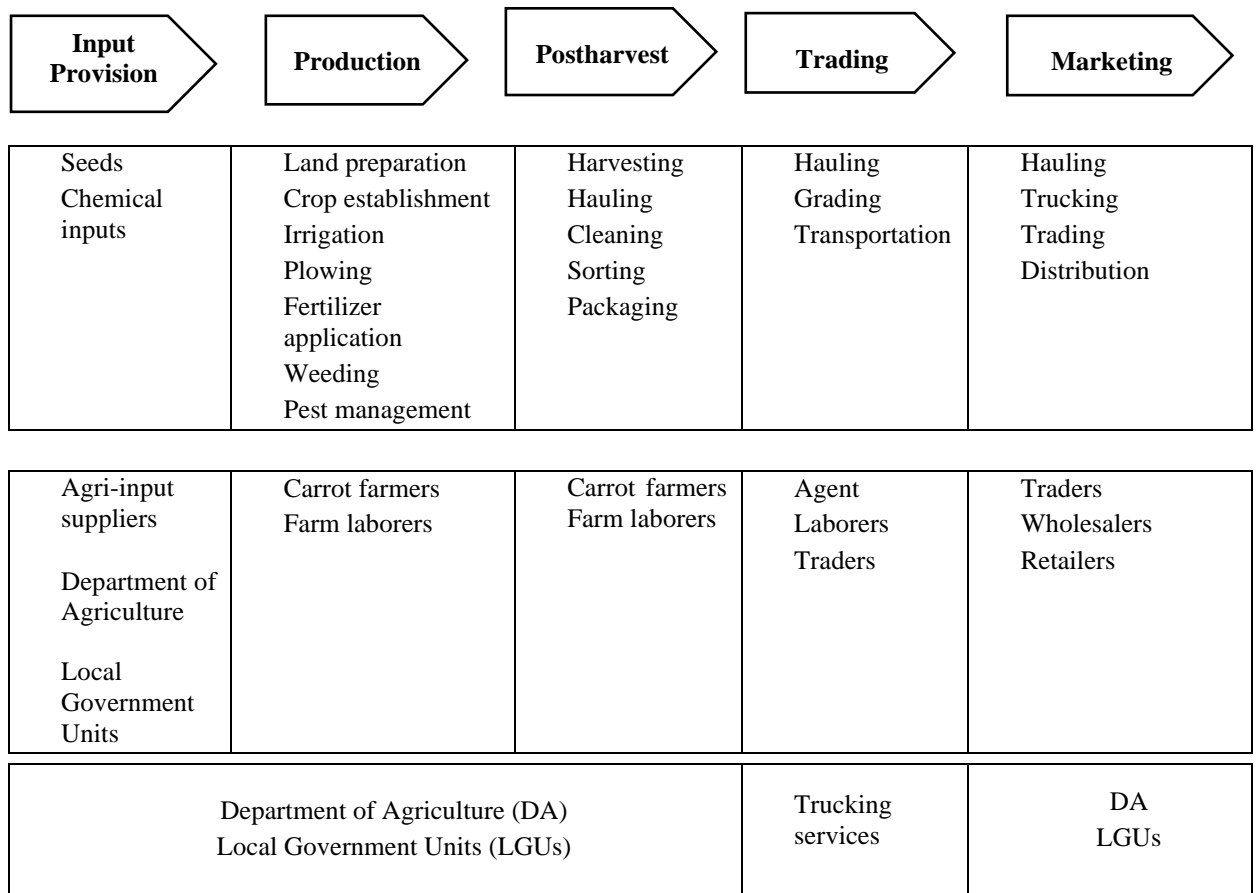 Input
Provision
Production
Postharvest
Trading
Marketing
Seeds
Chemical
inputs
Land preparation
Crop establishment
Irrigation
Plowing
Fertilizer
application
Weeding
Pest management
Harvesting
Hauling
Cleaning
Sorting
Packaging
Hauling
Grading
Transportation
Hauling
Trucking
Trading
Distribution
Agri-input
suppliers
Department of
Agriculture
Local
Government
Units
Carrot farmers
Farm laborers
Carrot farmers
Farm laborers
Agent
Laborers
Traders
Traders
Wholesalers
Retailers
Department of Agriculture (DA)
Local Government Units (LGUs)
Trucking
services
DA
LGUs